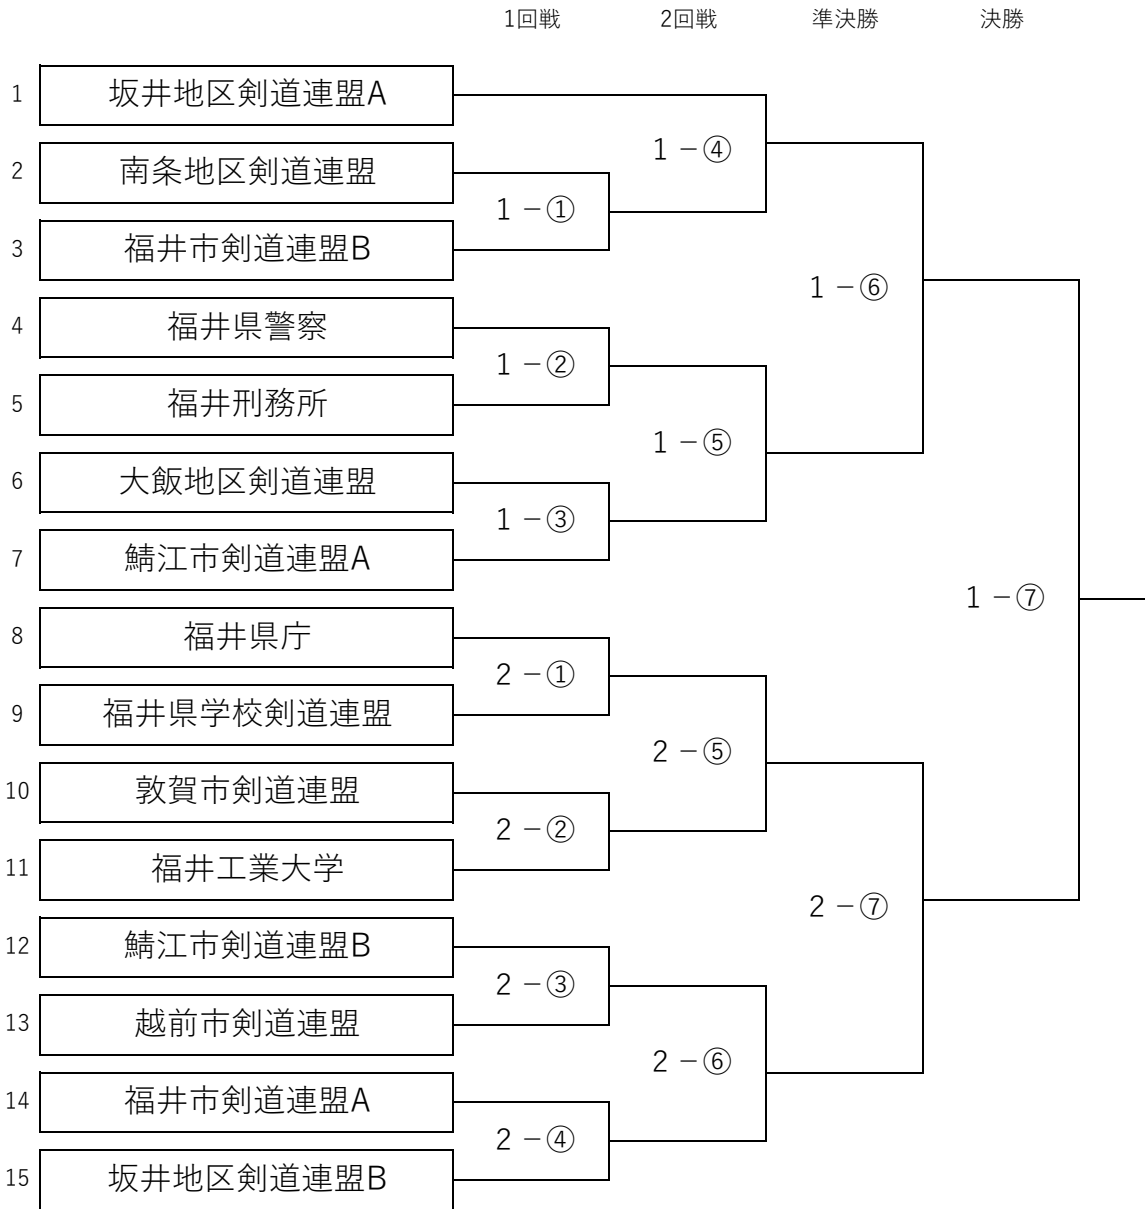 1回戦 2回戦 準決勝 決勝
1 坂井地区剣道連盟A
1－④
2 南条地区剣道連盟
1－①
3 福井市剣道連盟B
1－⑥
4 福井県警察
1－②
5 福井刑務所
1－⑤
6 大飯地区剣道連盟
1－③
7 鯖江市剣道連盟A
1－⑦
8 福井県庁
2－①
9 福井県学校剣道連盟
2－⑤
10 敦賀市剣道連盟
2－②
11 福井工業大学
2－⑦
12 鯖江市剣道連盟B
2－③
13 越前市剣道連盟
2－⑥
14 福井市剣道連盟A
2－④
15 坂井地区剣道連盟B